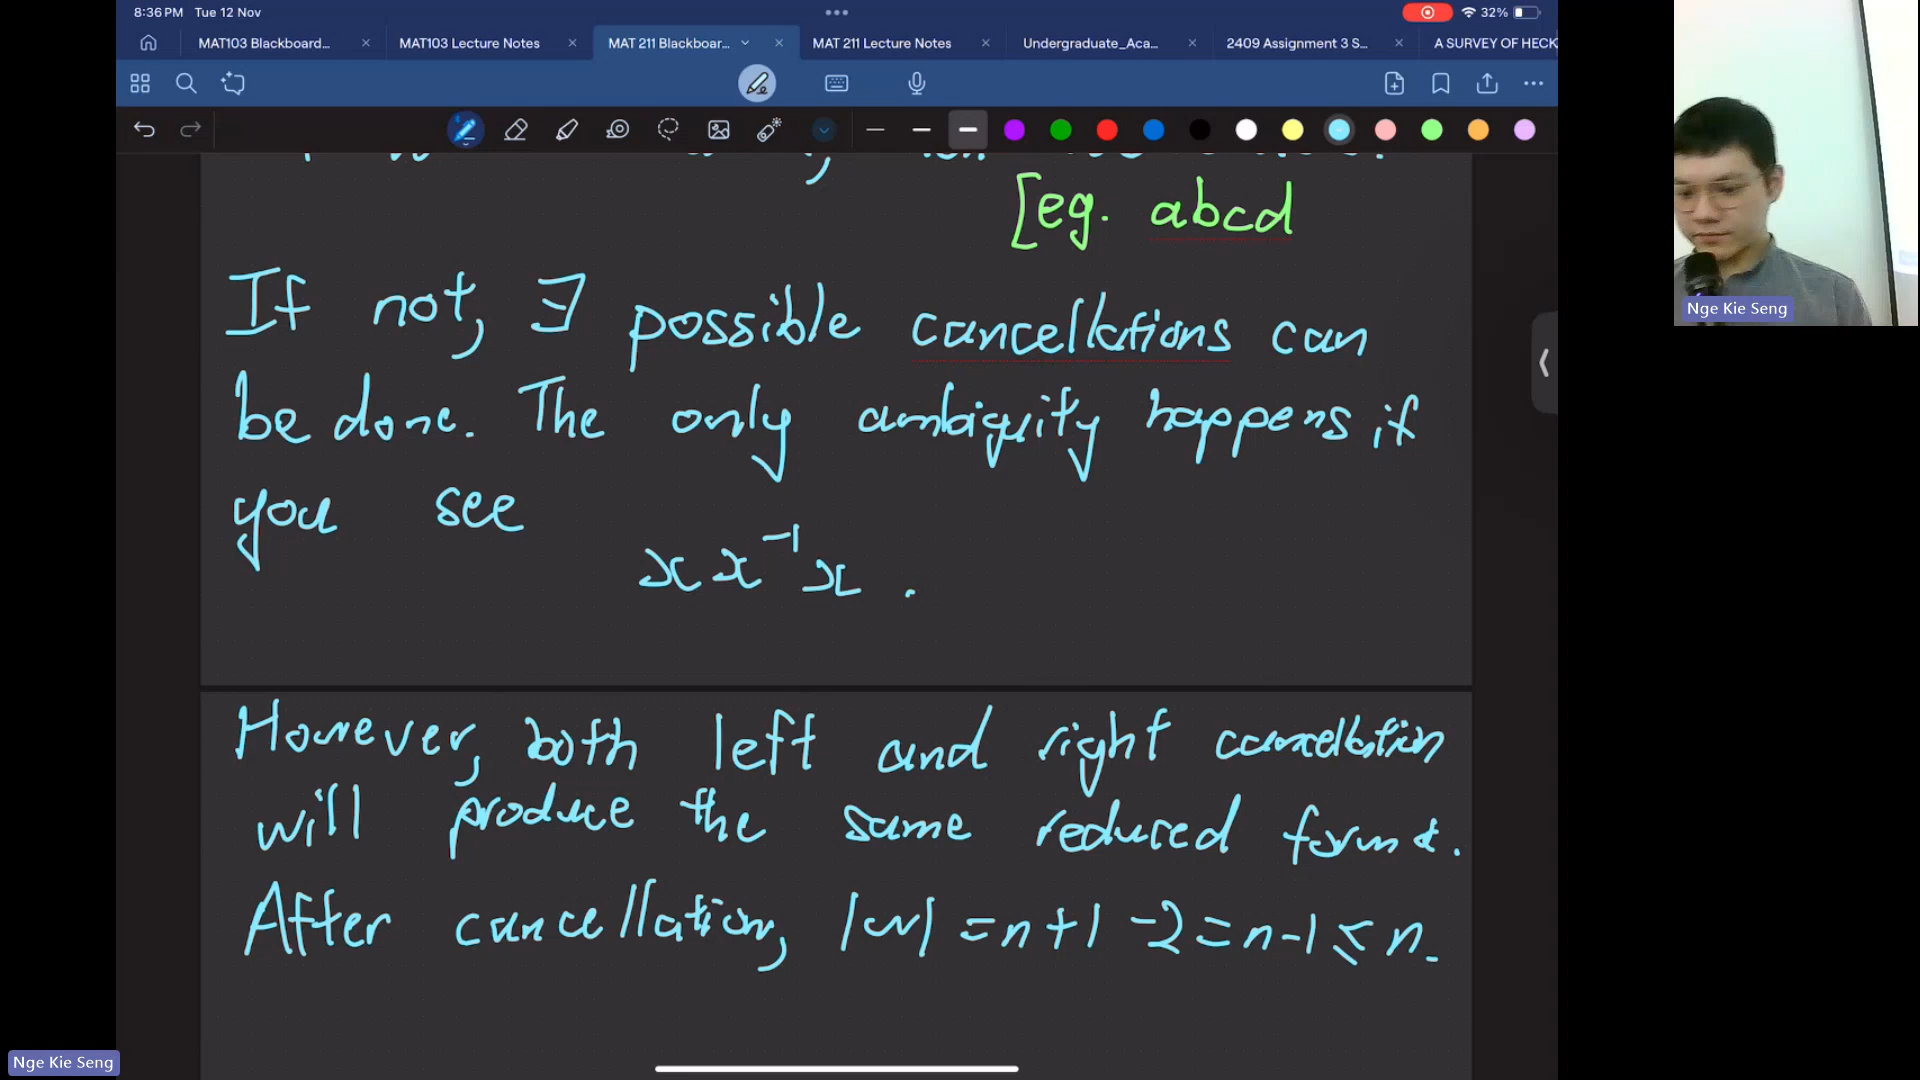 8:36 PM Tue 12 Nov
32%
MAT103 Blackboard... MAT103 Lecture Notes MAT 211 Blackboar... MAT 211 Lecture Notes Undergraduate_Aca... 2409 Assignment 3 S... A SURVEY OF HECK
[eg. abcd
If not, ∃ possible cancellations can
be done. The only ambiguity happens if
you see
x x⁻¹ x .
However, both left and right cancellation
will produce the same reduced form.
After cancellation, |w| = n+1 -2 = n-1 ≤ n.
Nge Kie Seng
Nge Kie Seng